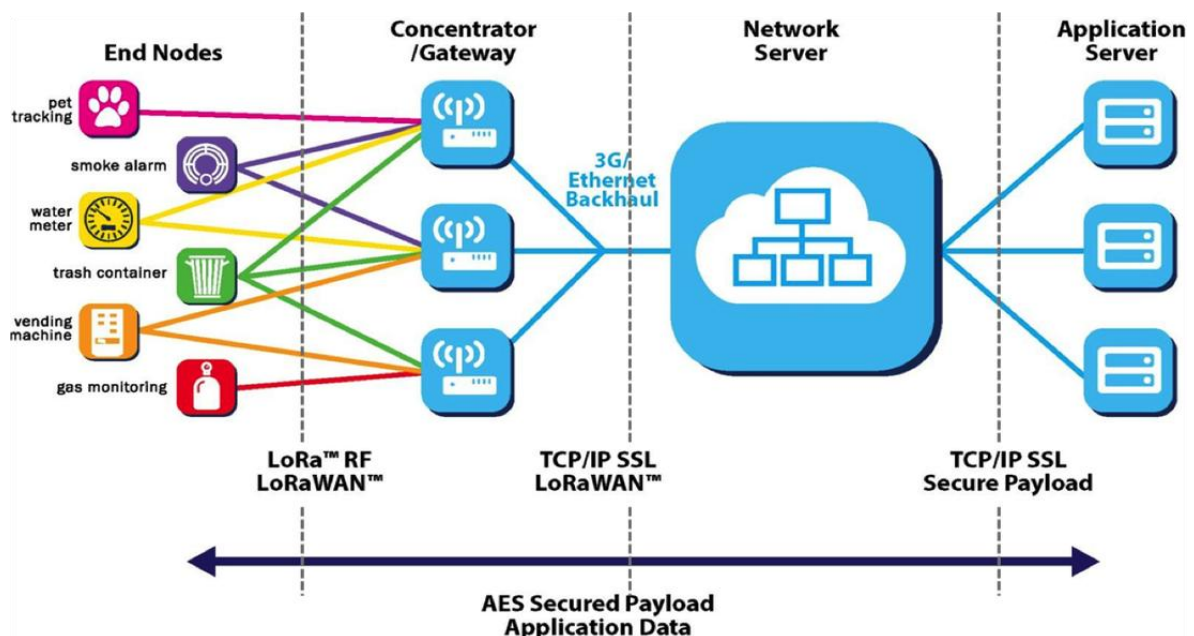 End Nodes
Concentrator
/Gateway
Network
Server
Application
Server
pet
tracking
smoke alarm
water
meter
trash container
vending
machine
gas monitoring
3G/
Ethernet
Backhaul
LoRa™ RF
LoRaWAN™
TCP/IP SSL
LoRaWAN™
TCP/IP SSL
Secure Payload
AES Secured Payload
Application Data